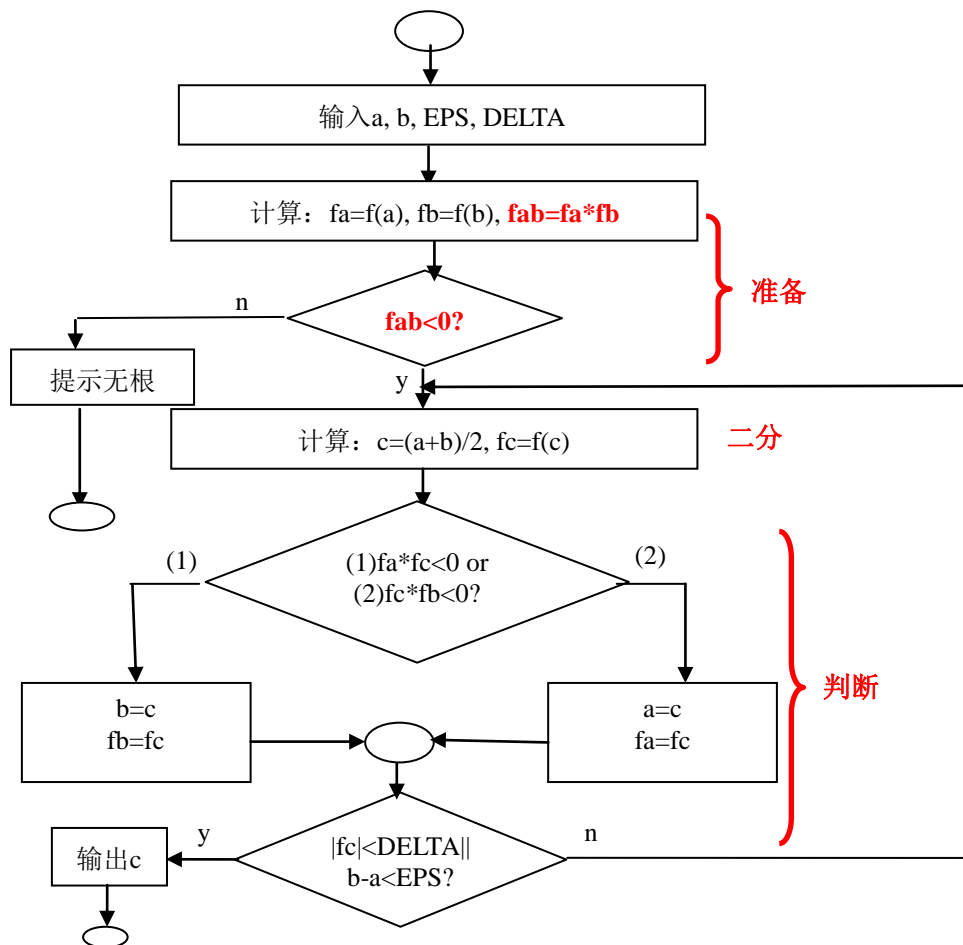 输入a, b, EPS, DELTA
计算：fa=f(a), fb=f(b), fab=fa*fb
准备
n
fab<0?
提示无根
y
计算：c=(a+b)/2, fc=f(c)
二分
(1)
(1)fa*fc<0 or
(2)fc*fb<0?
(2)
b=c
fb=fc
a=c
fa=fc
判断
y
|fc|<DELTA||
b-a<EPS?
n
输出c